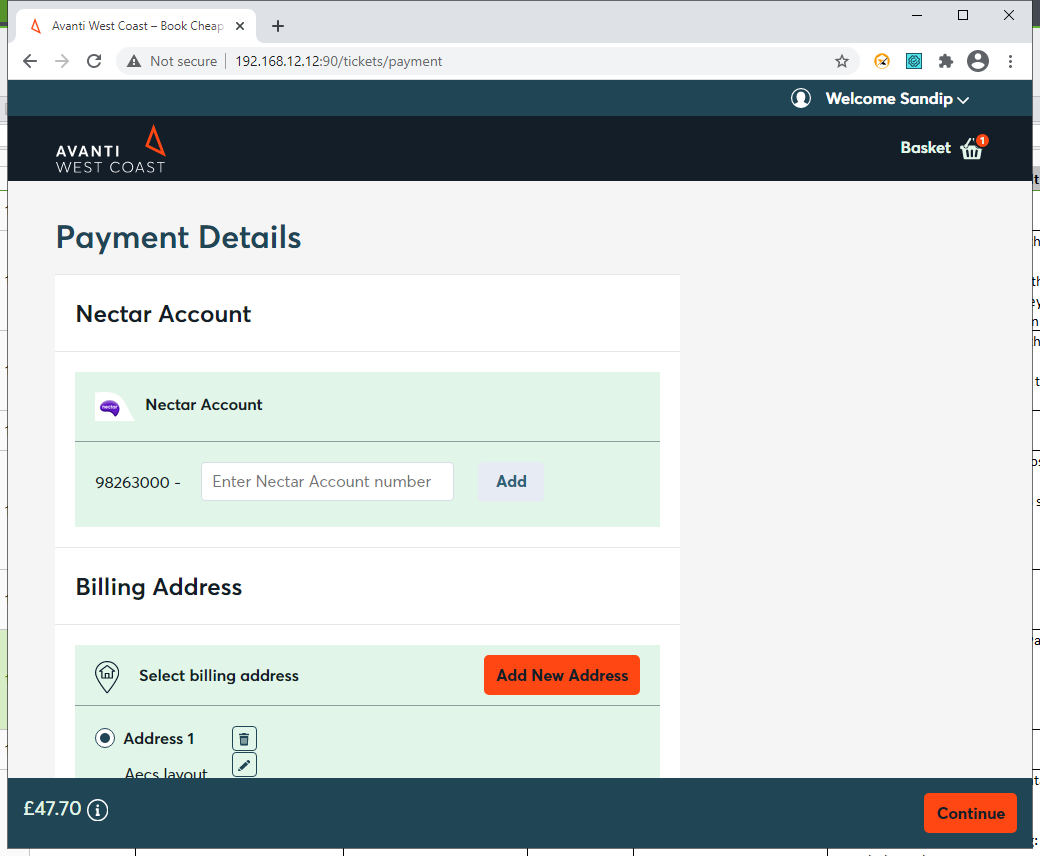 Avanti West Coast – Book Cheap
Not secure
192.168.12.12:90/tickets/payment
Welcome Sandip
AVANTI
WEST COAST
Basket
1
Payment Details
Nectar Account
nectar
Nectar Account
98263000 -
Enter Nectar Account number
Add
Billing Address
Select billing address
Add New Address
Address 1
Aecs layout
£47.70
Continue